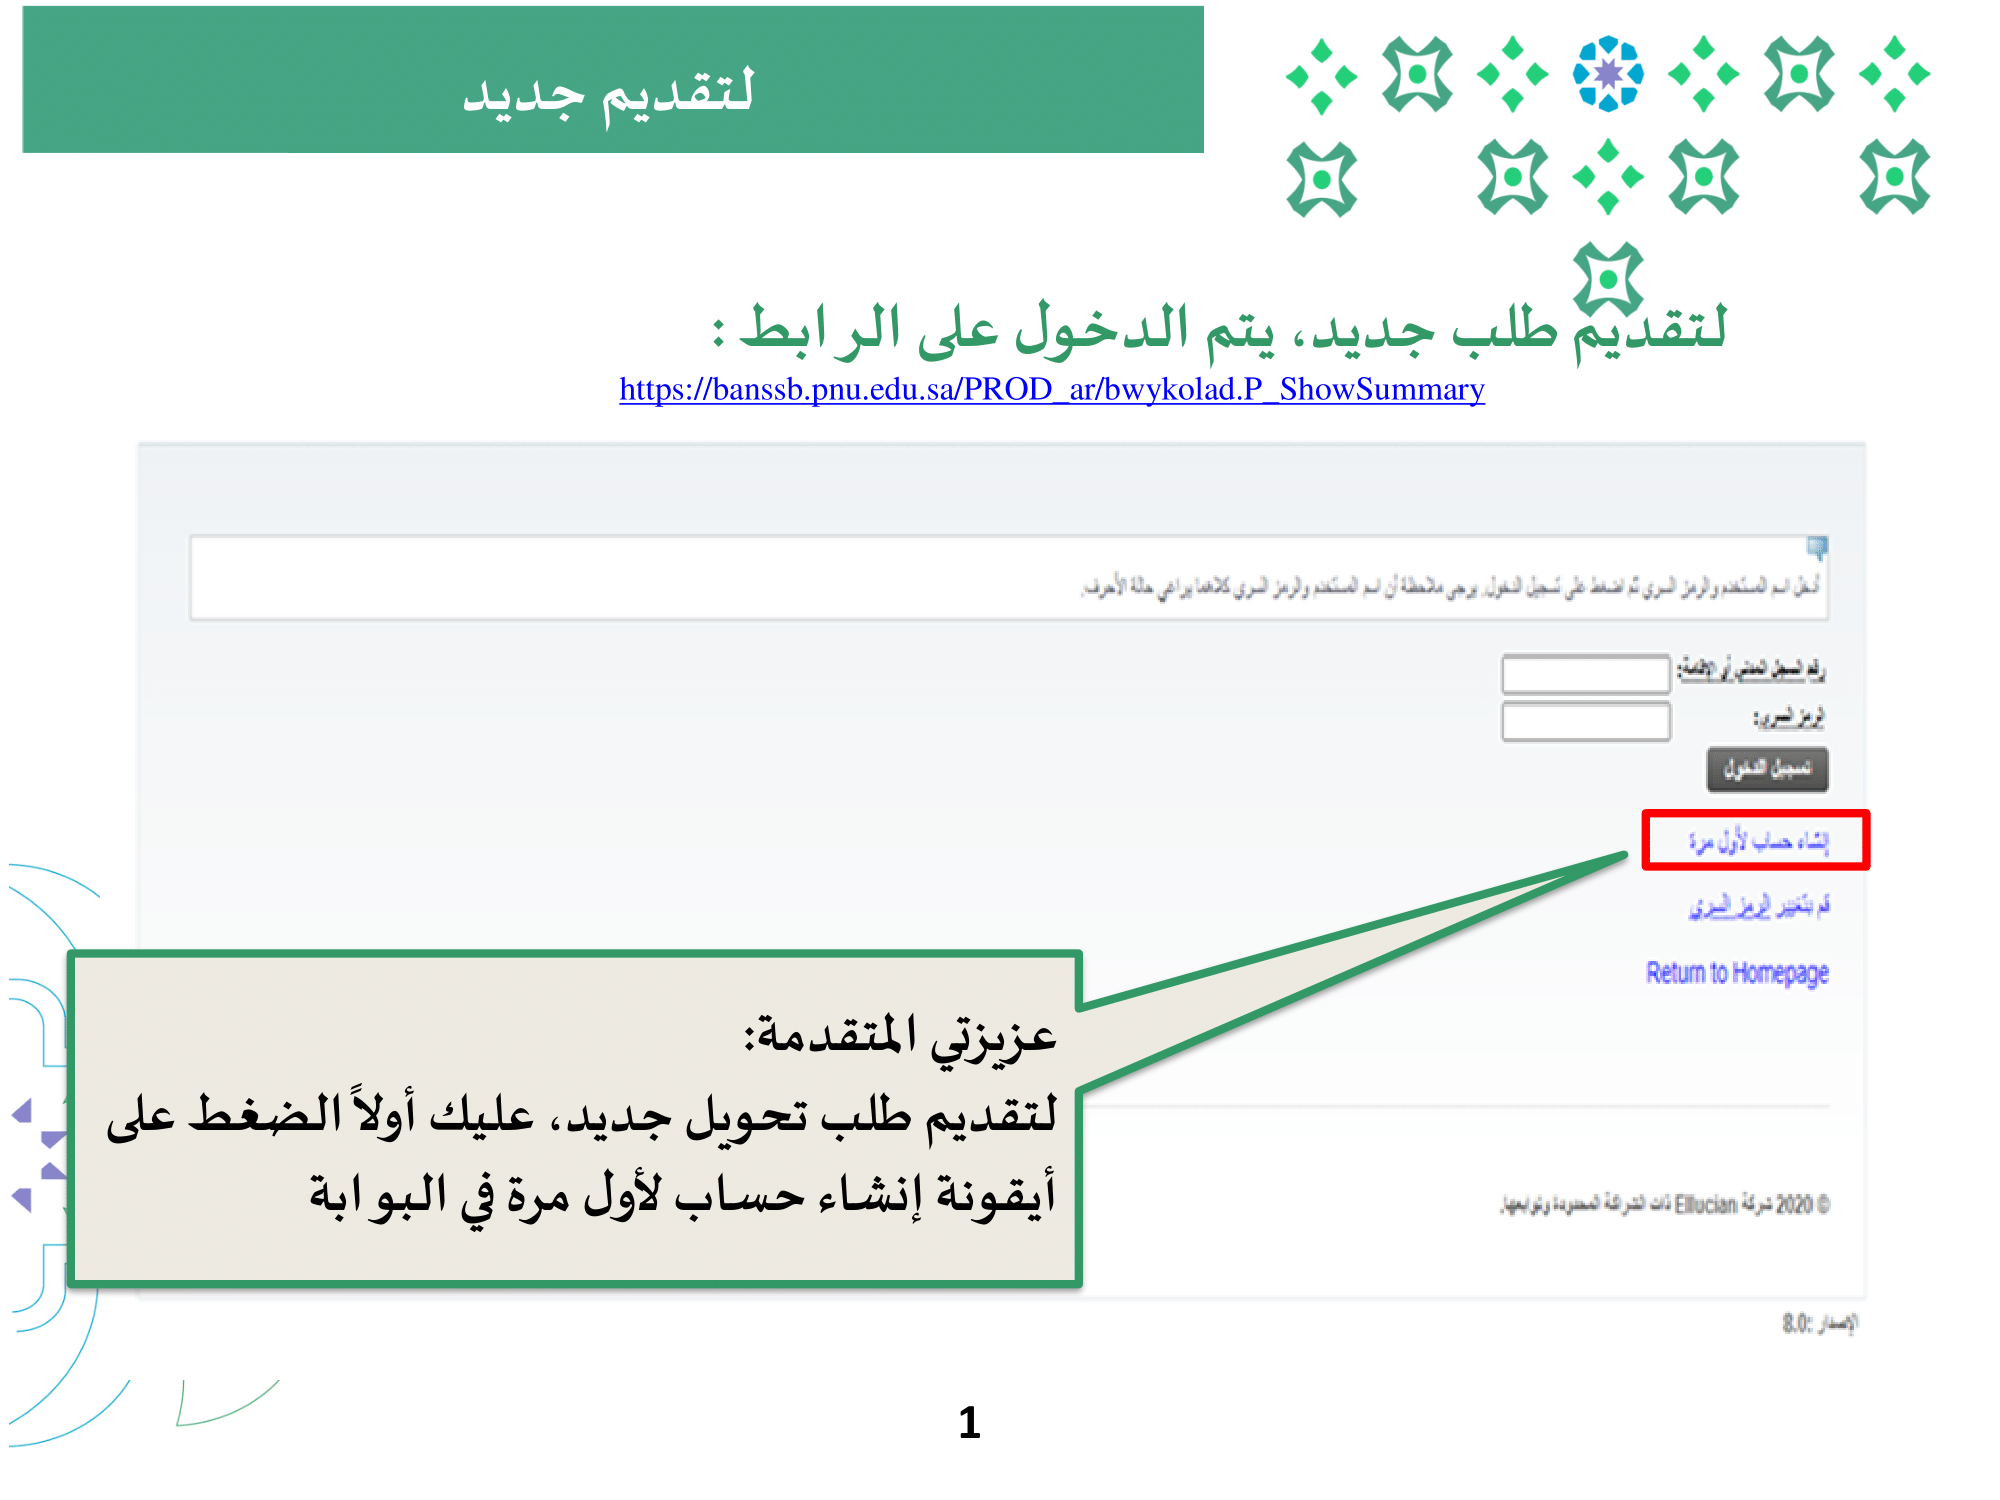 لتقديم جديد
لتقديم طلب جديد، يتم الدخول على الرابط :
https://banssb.pnu.edu.sa/PROD_ar/bwykolad.P_ShowSummary
أدخل اسم المستخدم والرمز السري ثم اضغط على تسجيل الدخول. يرجى ملاحظة أن اسم المستخدم والرمز السري كلاهما يراعي حالة الأحرف.
رقم السجل المدني أو الإقامة:
الرمز السري:
تسجيل الدخول
إنشاء حساب لأول مرة
قم بتغيير الرمز السري
Return to Homepage
عزيزتي المتقدمة:
لتقديم طلب تحويل جديد، عليك أولاً الضغط على
أيقونة إنشاء حساب لأول مرة في البوابة
© 2020 شركة Ellucian ذات الشراكة المحدودة وتوابعها.
الإصدار :8.0
1